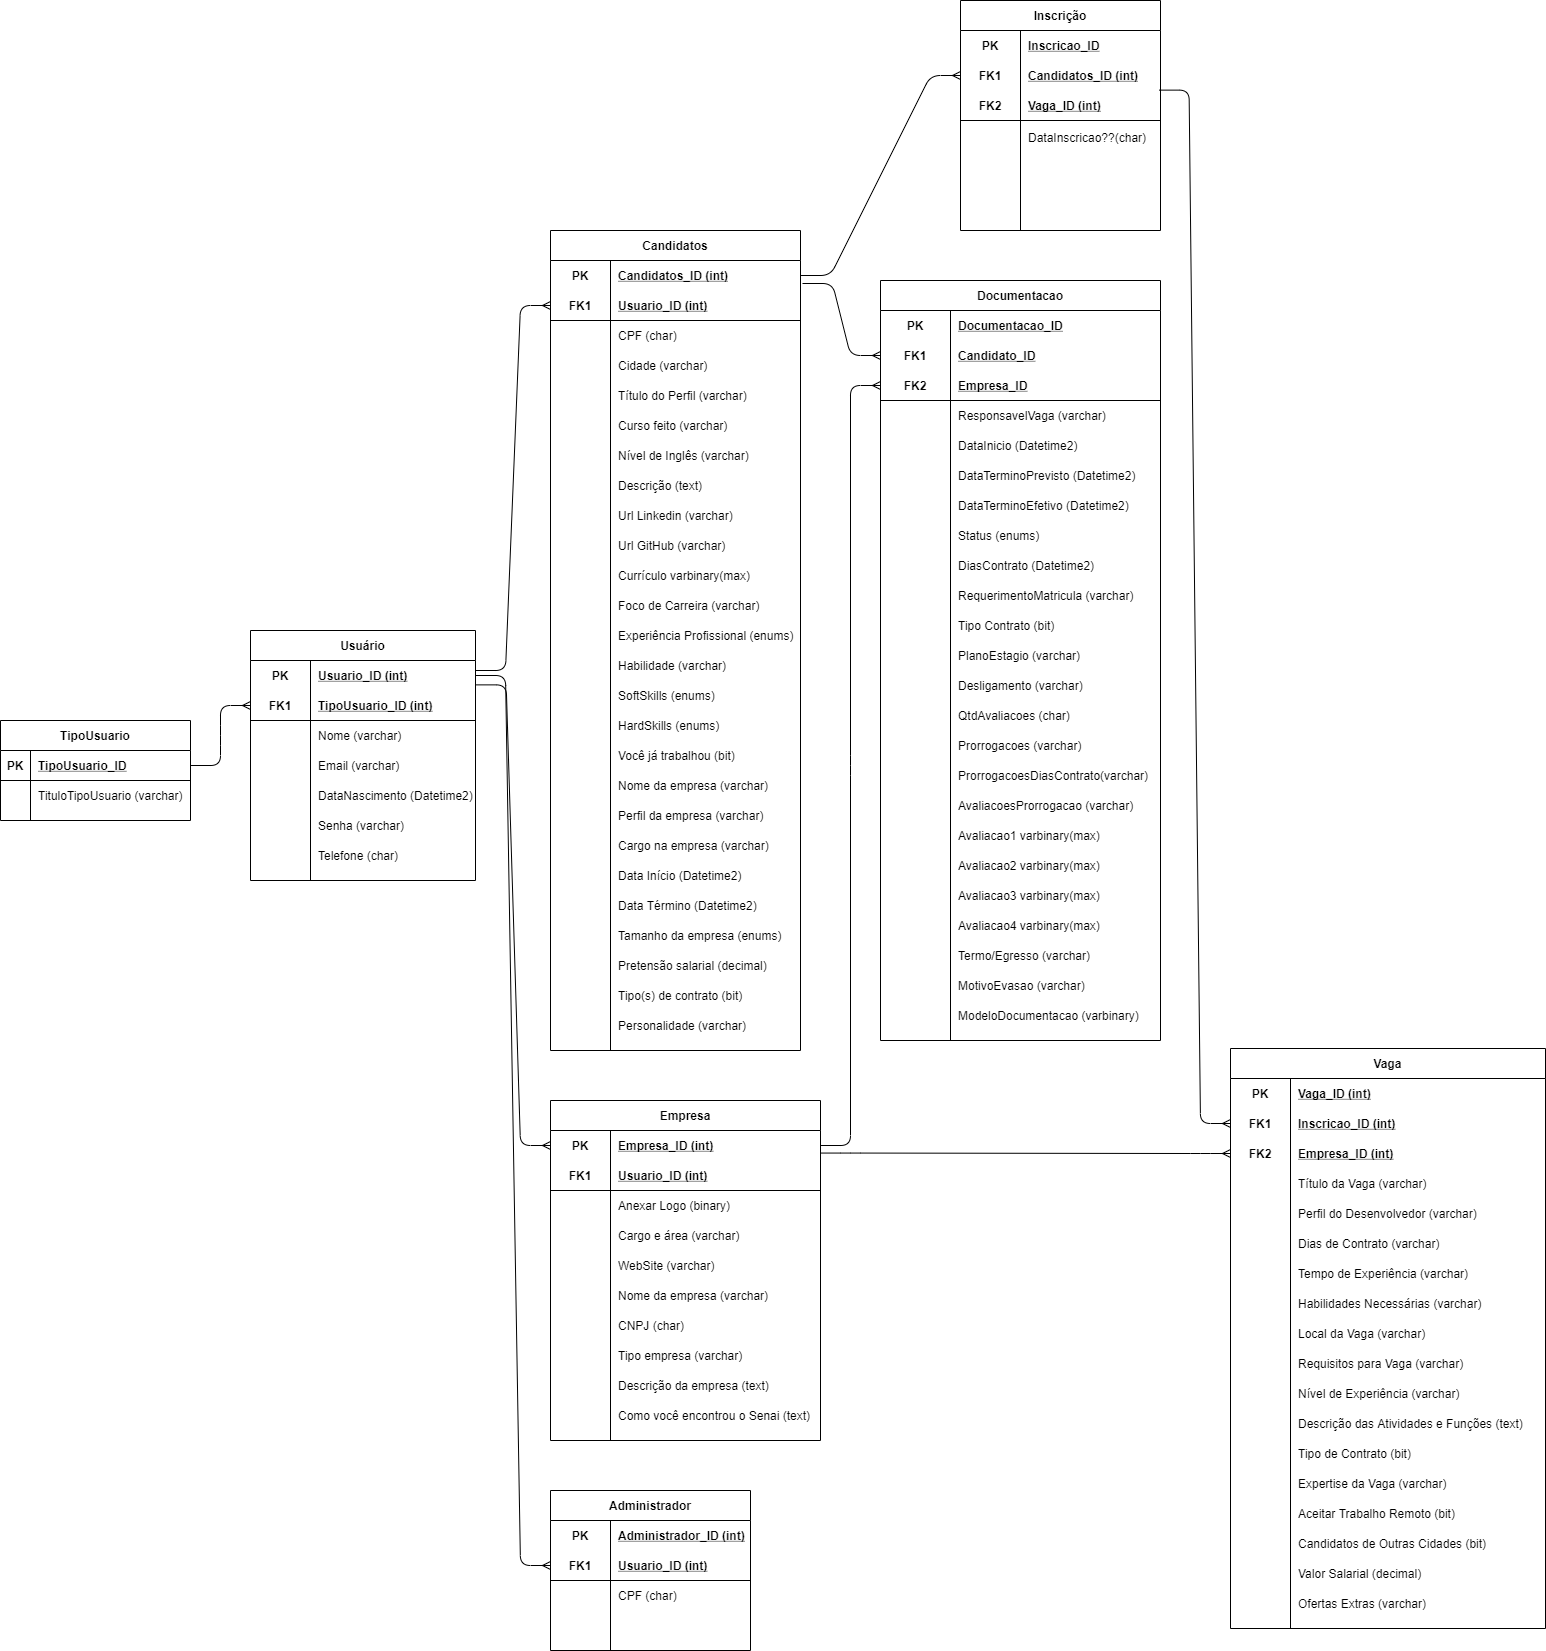 Inscrição
PK Inscricao_ID
FK1 Candidatos_ID (int)
FK2 Vaga_ID (int)
DataInscricao??(char)
Candidatos
PK Candidatos_ID (int)
FK1 Usuario_ID (int)
CPF (char)
Cidade (varchar)
Título do Perfil (varchar)
Curso feito (varchar)
Nível de Inglês (varchar)
Descrição (text)
Url Linkedin (varchar)
Url GitHub (varchar)
Currículo varbinary(max)
Foco de Carreira (varchar)
Experiência Profissional (enums)
Habilidade (varchar)
SoftSkills (enums)
HardSkills (enums)
Você já trabalhou (bit)
Nome da empresa (varchar)
Perfil da empresa (varchar)
Cargo na empresa (varchar)
Data Início (Datetime2)
Data Término (Datetime2)
Tamanho da empresa (enums)
Pretensão salarial (decimal)
Tipo(s) de contrato (bit)
Personalidade (varchar)
Documentacao
PK Documentacao_ID
FK1 Candidato_ID
FK2 Empresa_ID
ResponsavelVaga (varchar)
DataInicio (Datetime2)
DataTerminoPrevisto (Datetime2)
DataTerminoEfetivo (Datetime2)
Status (enums)
DiasContrato (Datetime2)
RequerimentoMatricula (varchar)
Tipo Contrato (bit)
PlanoEstagio (varchar)
Desligamento (varchar)
QtdAvaliacoes (char)
Prorrogacoes (varchar)
ProrrogacoesDiasContrato(varchar)
AvaliacoesProrrogacao (varchar)
Avaliacao1 varbinary(max)
Avaliacao2 varbinary(max)
Avaliacao3 varbinary(max)
Avaliacao4 varbinary(max)
Termo/Egresso (varchar)
MotivoEvasao (varchar)
ModeloDocumentacao (varbinary)
Usuário
PK Usuario_ID (int)
FK1 TipoUsuario_ID (int)
Nome (varchar)
Email (varchar)
DataNascimento (Datetime2)
Senha (varchar)
Telefone (char)
TipoUsuario
PK TipoUsuario_ID
TituloTipoUsuario (varchar)
Empresa
PK Empresa_ID (int)
FK1 Usuario_ID (int)
Anexar Logo (binary)
Cargo e área (varchar)
WebSite (varchar)
Nome da empresa (varchar)
CNPJ (char)
Tipo empresa (varchar)
Descrição da empresa (text)
Como você encontrou o Senai (text)
Vaga
PK Vaga_ID (int)
FK1 Inscricao_ID (int)
FK2 Empresa_ID (int)
Título da Vaga (varchar)
Perfil do Desenvolvedor (varchar)
Dias de Contrato (varchar)
Tempo de Experiência (varchar)
Habilidades Necessárias (varchar)
Local da Vaga (varchar)
Requisitos para Vaga (varchar)
Nível de Experiência (varchar)
Descrição das Atividades e Funções (text)
Tipo de Contrato (bit)
Expertise da Vaga (varchar)
Aceitar Trabalho Remoto (bit)
Candidatos de Outras Cidades (bit)
Valor Salarial (decimal)
Ofertas Extras (varchar)
Administrador
PK Administrador_ID (int)
FK1 Usuario_ID (int)
CPF (char)